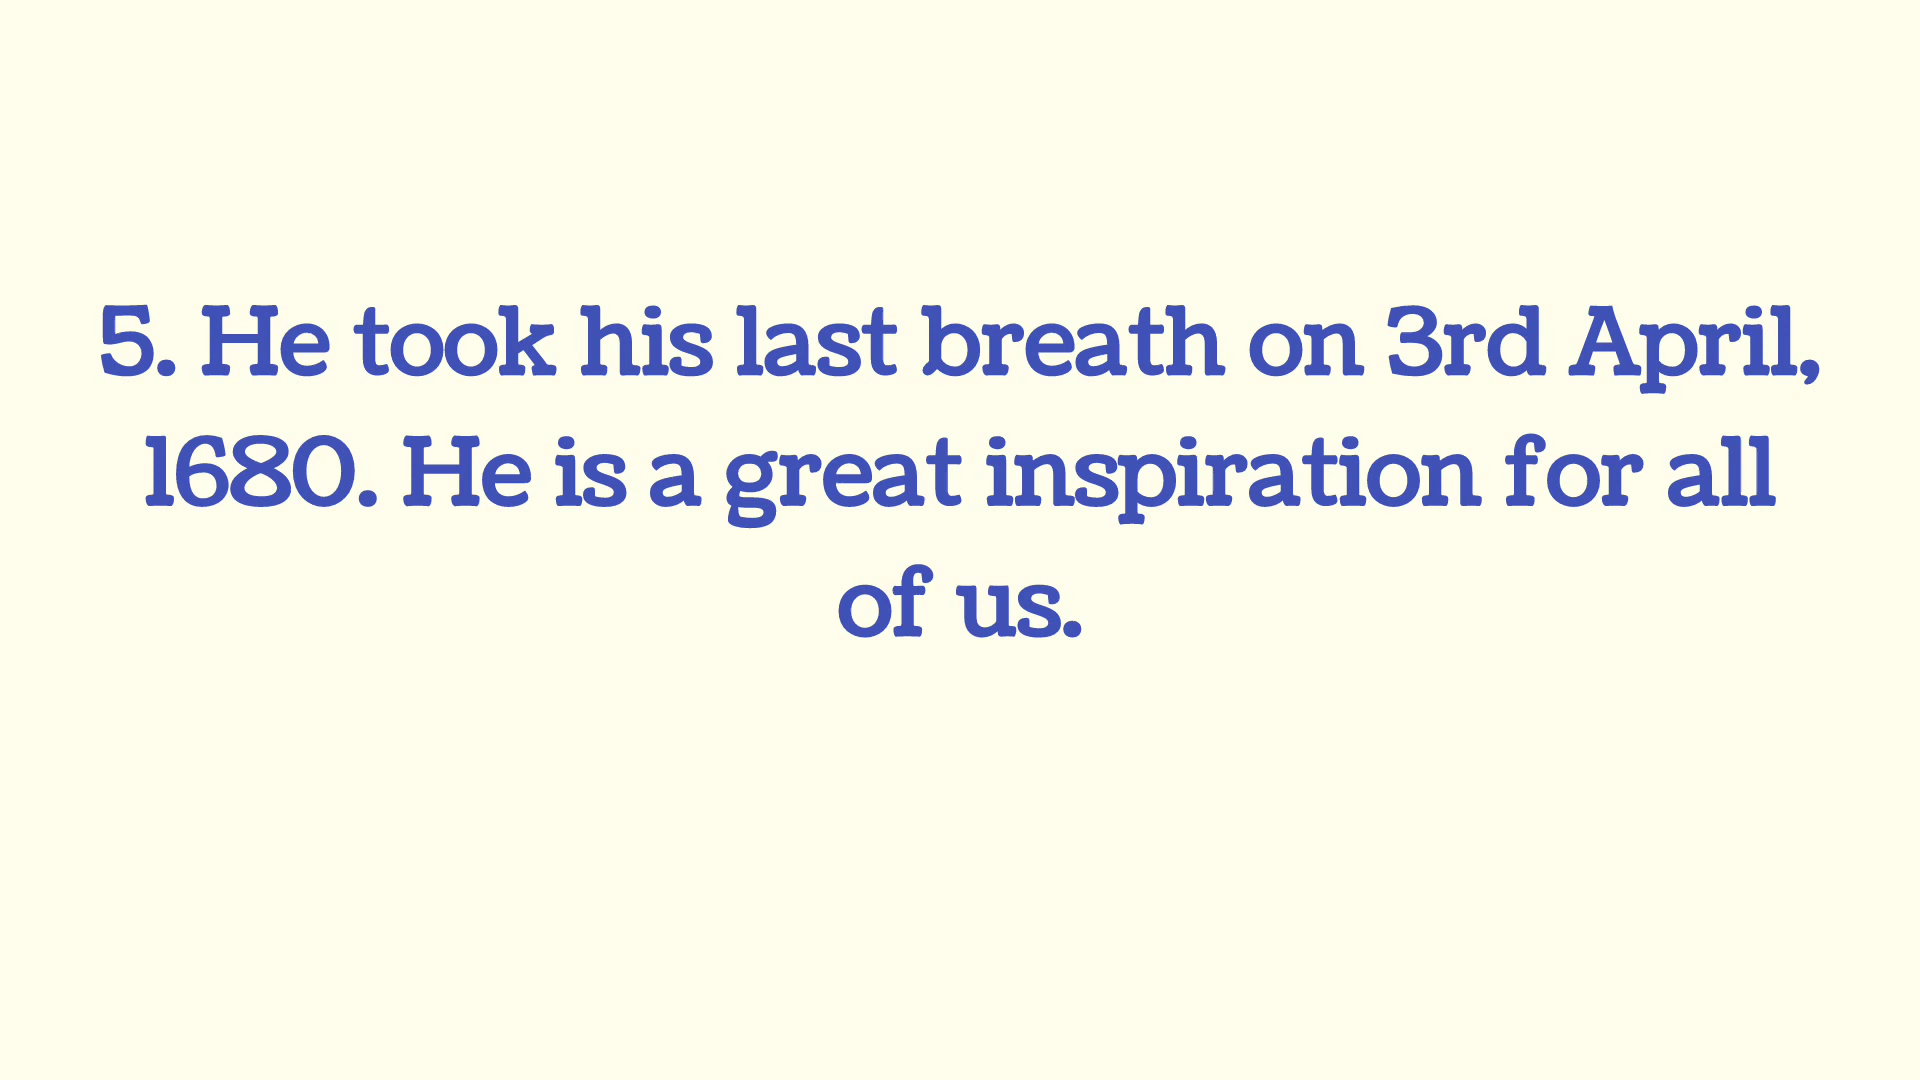 5. He took his last breath on 3rd April,
1680. He is a great inspiration for all
of us.